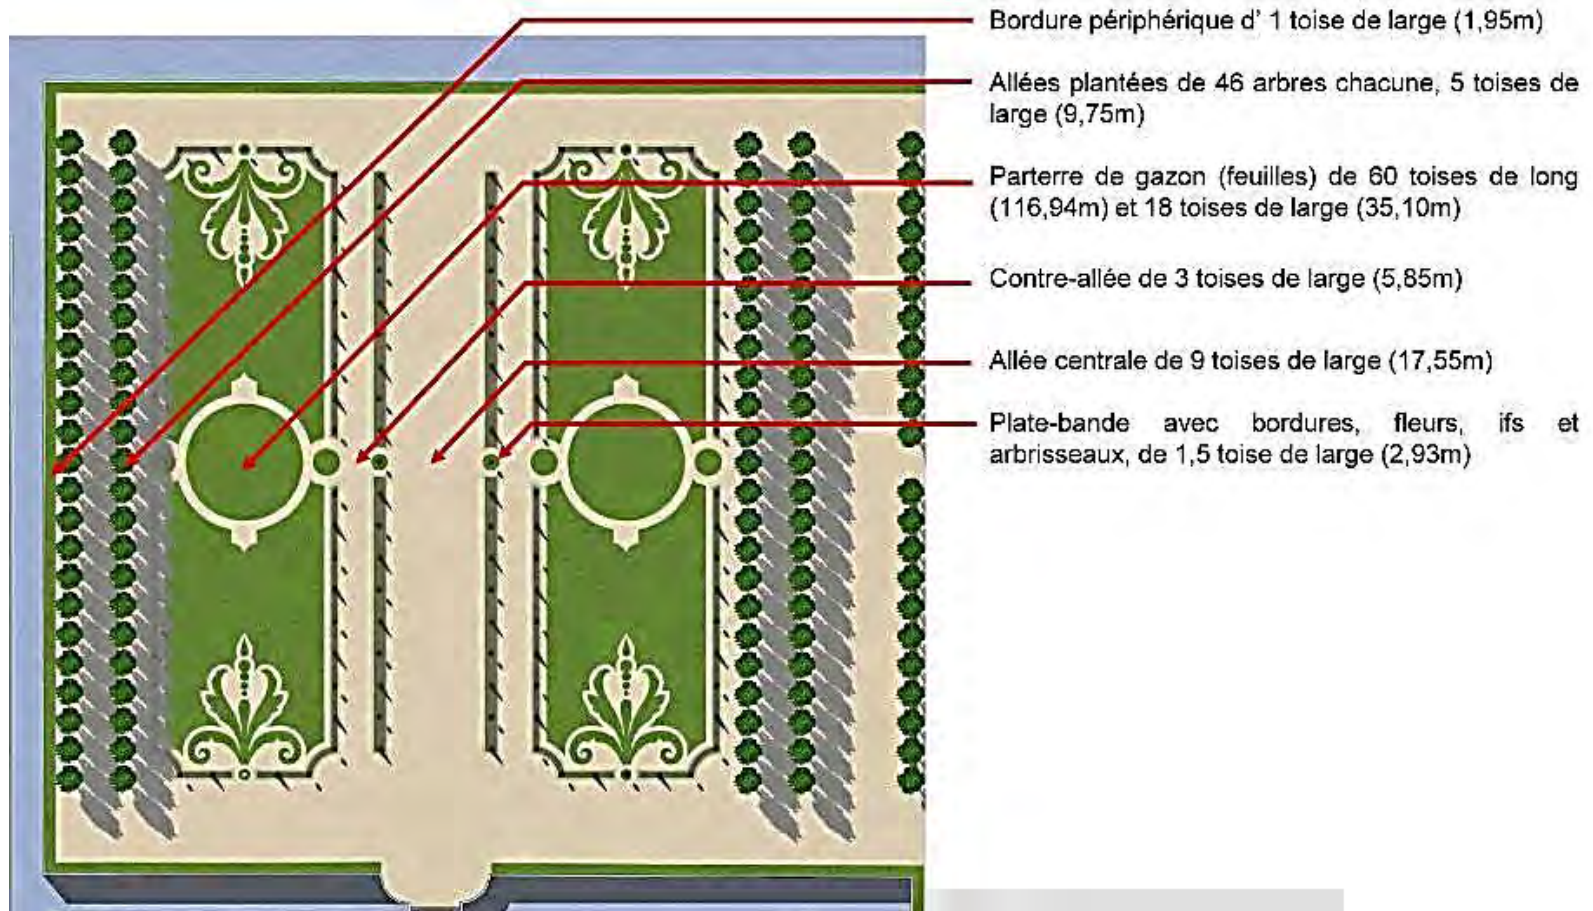 Bordure périphérique d' 1 toise de large (1,95m)
Allées plantées de 46 arbres chacune, 5 toises de
large (9,75m)
Parterre de gazon (feuilles) de 60 toises de long
(116,94m) et 18 toises de large (35,10m)
Contre-allée de 3 toises de large (5,85m)
Allée centrale de 9 toises de large (17,55m)
Plate-bande avec bordures, fleurs, ifs et
arbrisseaux, de 1,5 toise de large (2,93m)